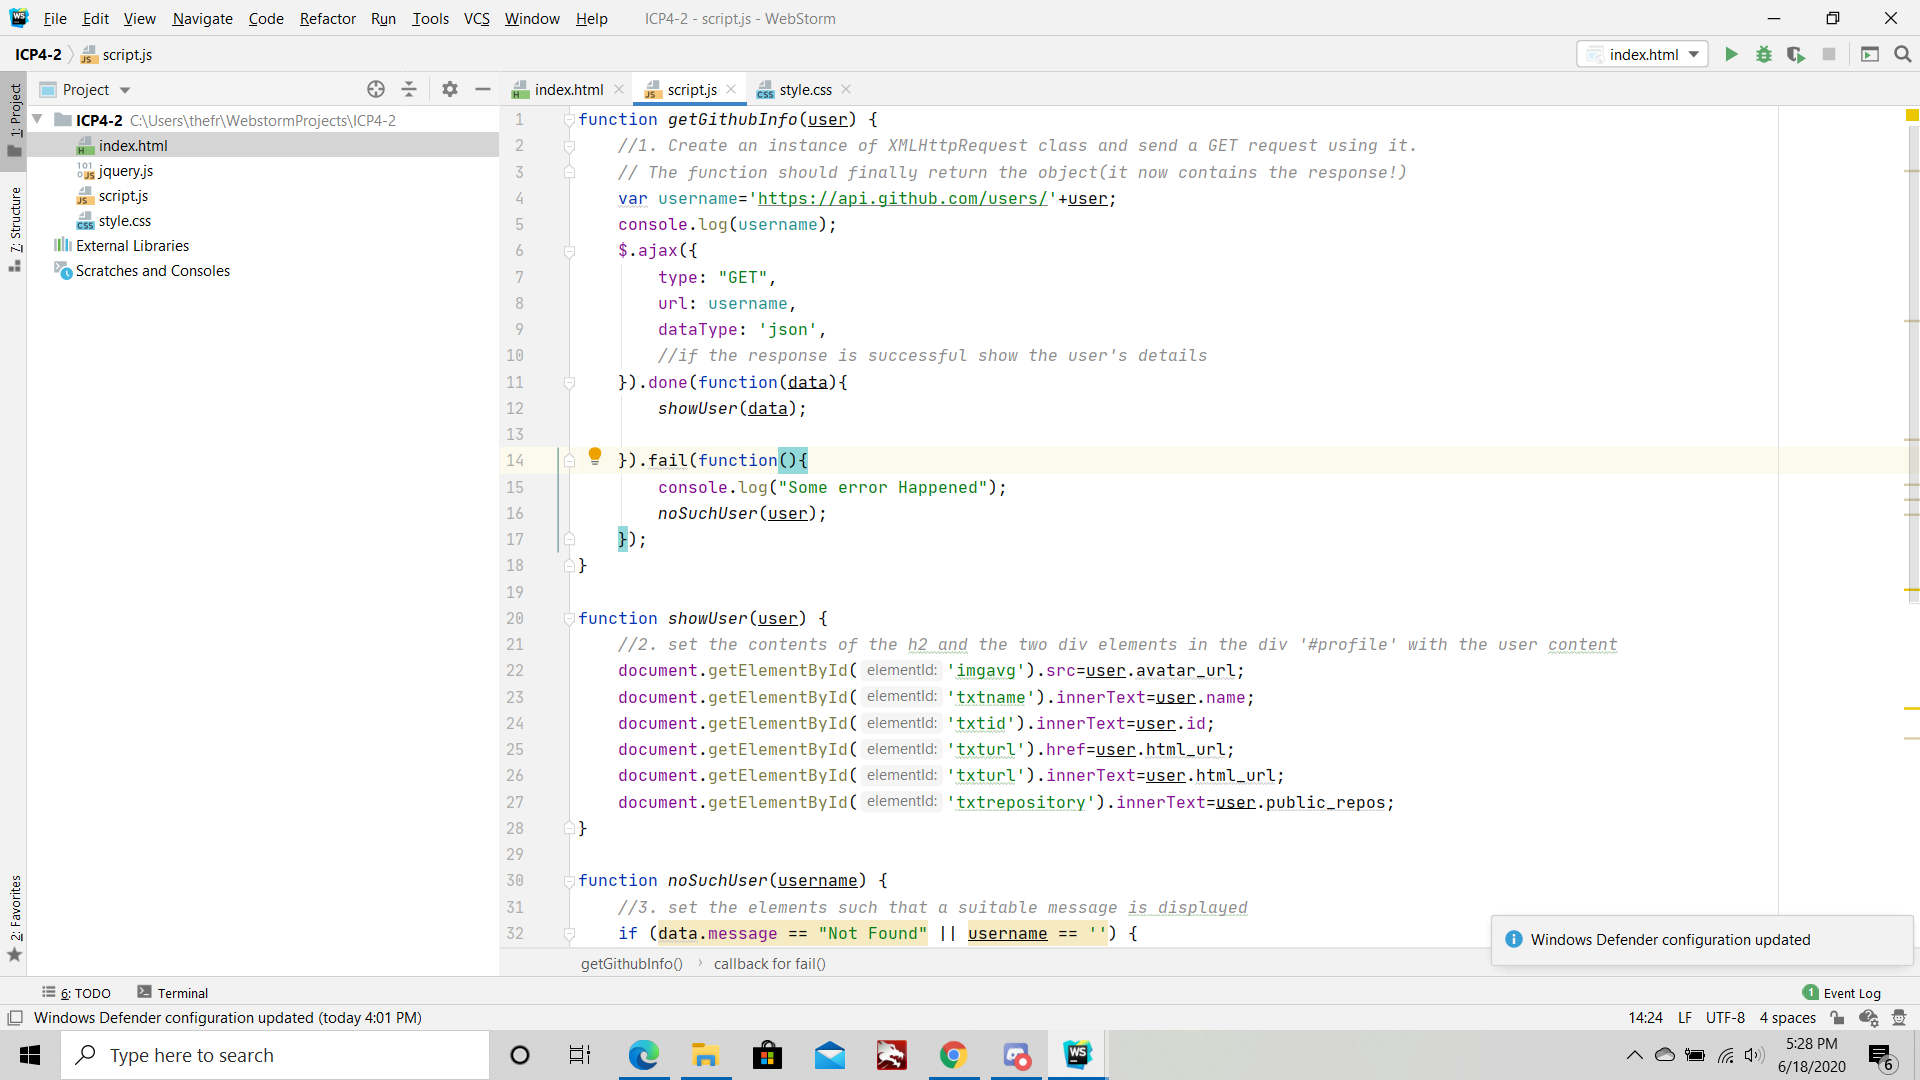 File Edit View Navigate Code Refactor Run Tools VCS Window Help ICP4-2 - script.js - WebStorm
ICP4-2 script.js
index.html
1: Project
7: Structure
2: Favorites
Project
ICP4-2 C:\Users\thefr\WebstormProjects\ICP4-2
index.html
jquery.js
script.js
style.css
External Libraries
Scratches and Consoles
index.html script.js style.css
1 function getGithubInfo(user) {
2 //1. Create an instance of XMLHttpRequest class and send a GET request using it.
3 // The function should finally return the object(it now contains the response!)
4 var username='https://api.github.com/users/'+user;
5 console.log(username);
6 $.ajax({
7 type: "GET",
8 url: username,
9 dataType: 'json',
10 //if the response is successful show the user's details
11 }).done(function(data){
12 showUser(data);
13
14 }).fail(function(){
15 console.log("Some error Happened");
16 noSuchUser(user);
17 });
18 }
19
20 function showUser(user) {
21 //2. set the contents of the h2 and the two div elements in the div '#profile' with the user content
22 document.getElementById( elementId: 'imgavg').src=user.avatar_url;
23 document.getElementById( elementId: 'txtname').innerText=user.name;
24 document.getElementById( elementId: 'txtid').innerText=user.id;
25 document.getElementById( elementId: 'txturl').href=user.html_url;
26 document.getElementById( elementId: 'txturl').innerText=user.html_url;
27 document.getElementById( elementId: 'txtrepository').innerText=user.public_repos;
28 }
29
30 function noSuchUser(username) {
31 //3. set the elements such that a suitable message is displayed
32 if (data.message == "Not Found" || username == '') {
getGithubInfo() callback for fail()
Windows Defender configuration updated
6: TODO Terminal
1 Event Log
Windows Defender configuration updated (today 4:01 PM)
14:24 LF UTF-8 4 spaces
Type here to search
WS
5:28 PM
6/18/2020
6